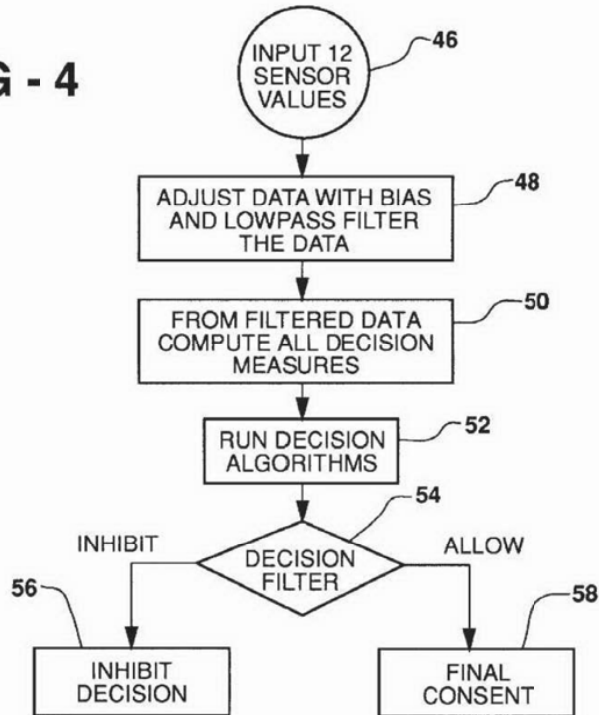 G - 4
46
INPUT 12
SENSOR
VALUES
48
ADJUST DATA WITH BIAS
AND LOWPASS FILTER
THE DATA
50
FROM FILTERED DATA
COMPUTE ALL DECISION
MEASURES
52
RUN DECISION
ALGORITHMS
54
INHIBIT
DECISION
FILTER
ALLOW
56
INHIBIT
DECISION
58
FINAL
CONSENT